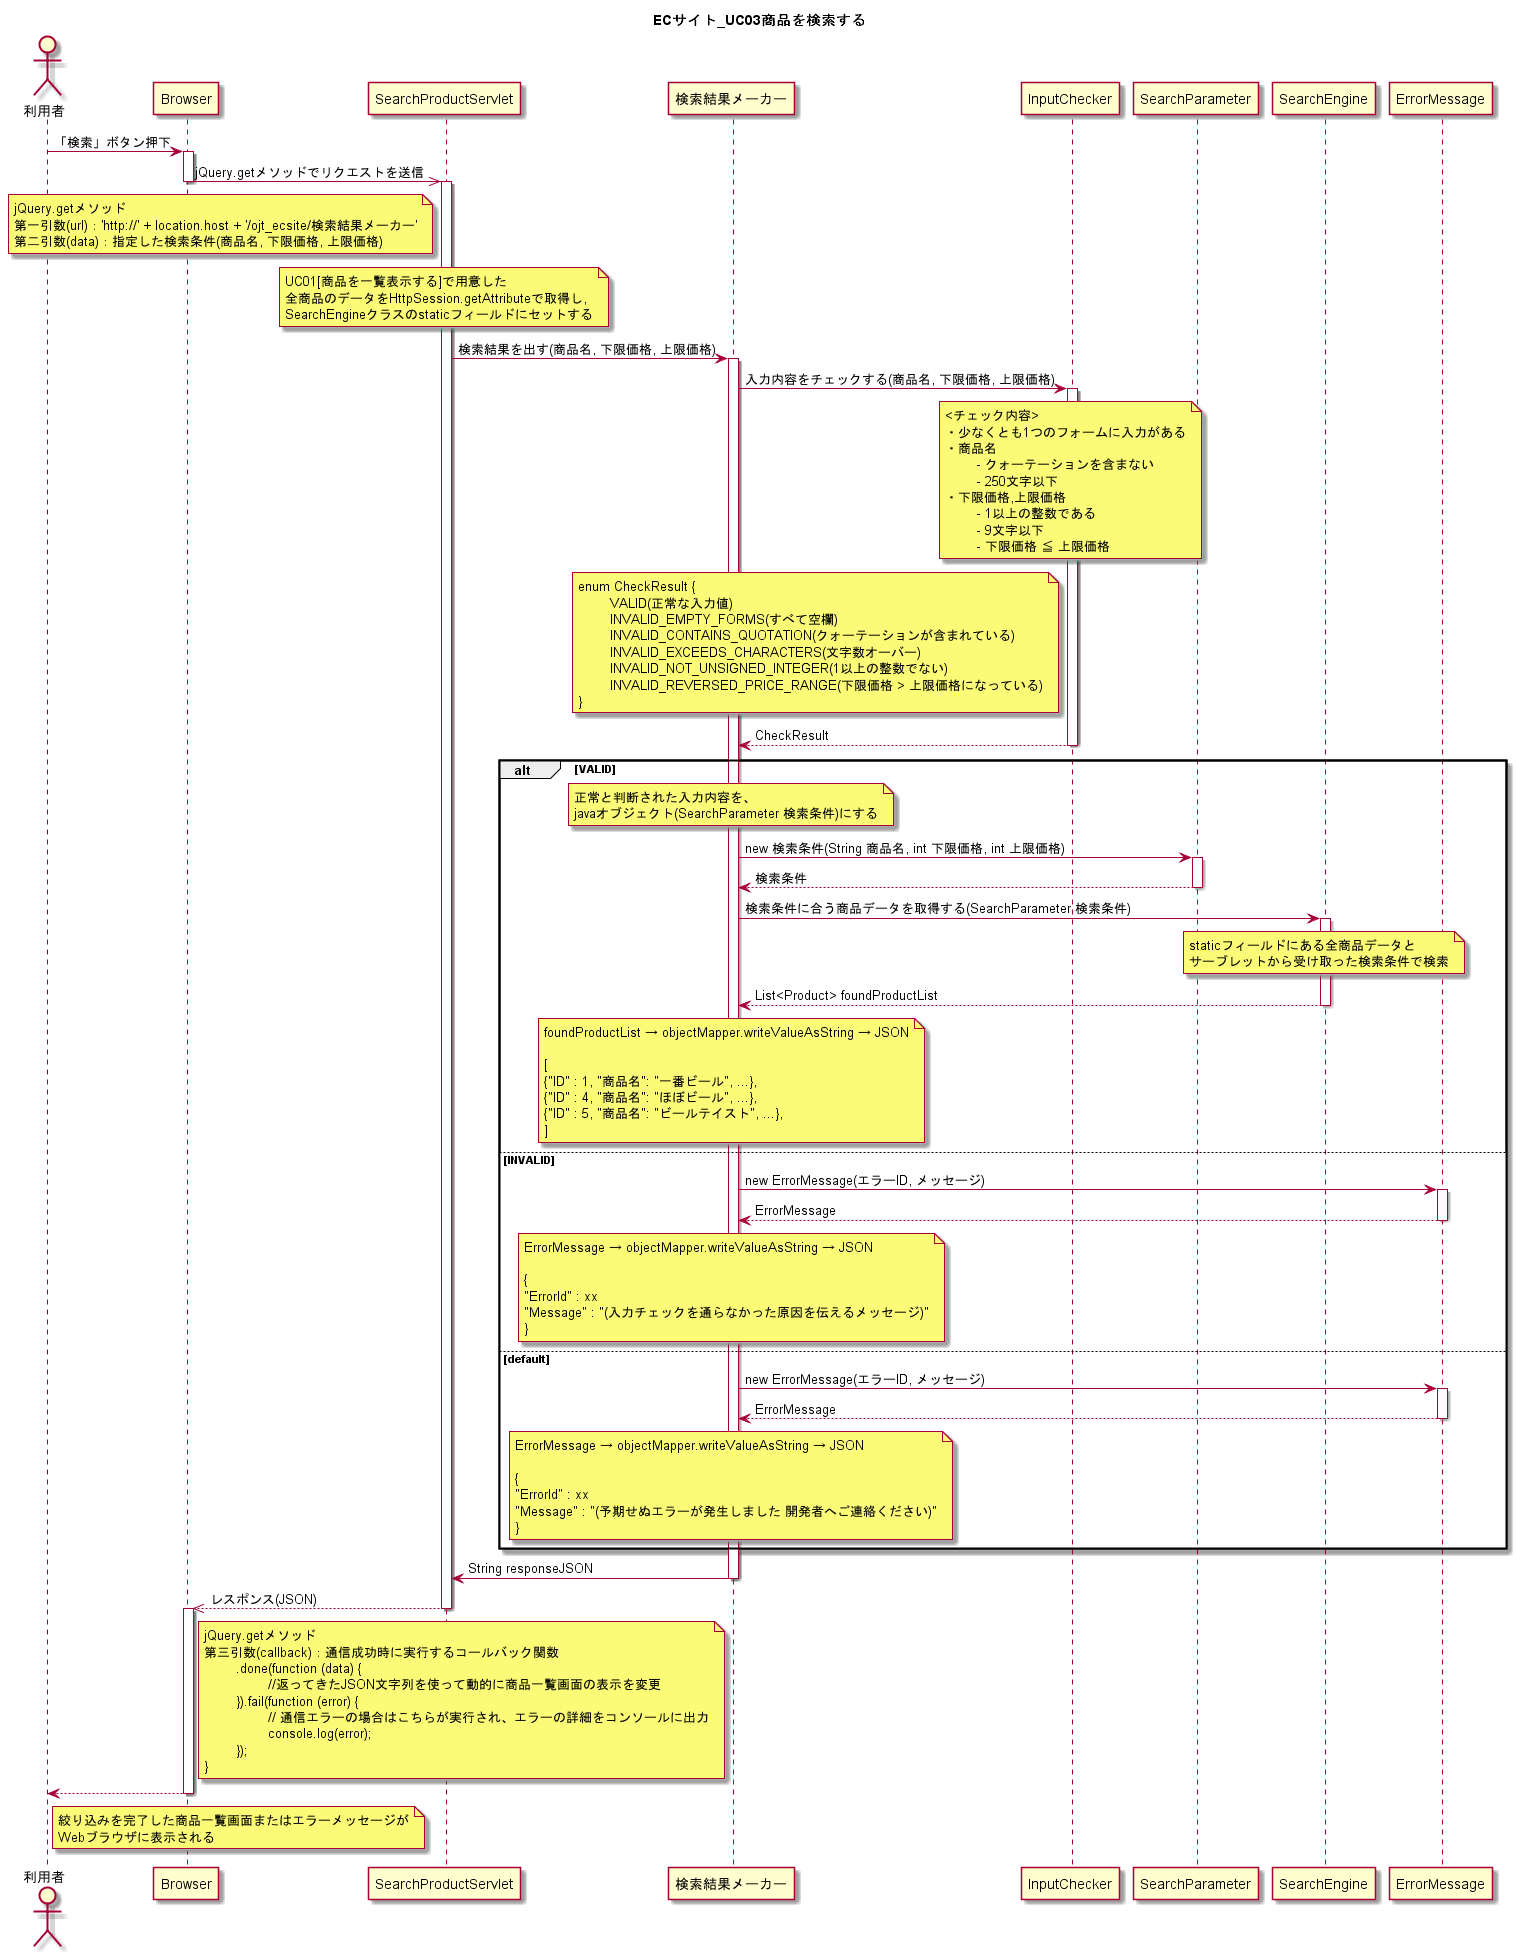 ECサイト_UC03商品を検索する
利用者
Browser
SearchProductServlet
検索結果メーカー
InputChecker
SearchParameter
SearchEngine
ErrorMessage
「検索」ボタン押下
jQuery.getメソッドでリクエストを送信
jQuery.getメソッド
第一引数(url) : 'http://' + location.host + '/ojt_ecsite/検索結果メーカー'
第二引数(data) : 指定した検索条件(商品名, 下限価格, 上限価格)
UC01[商品を一覧表示する]で用意した
全商品のデータをHttpSession.getAttributeで取得し,
SearchEngineクラスのstaticフィールドにセットする
検索結果を出す(商品名, 下限価格, 上限価格)
入力内容をチェックする(商品名, 下限価格, 上限価格)
<チェック内容>
・少なくとも1つのフォームに入力がある
・商品名
- クォーテーションを含まない
- 250文字以下
・下限価格,上限価格
- 1以上の整数である
- 9文字以下
- 下限価格 ≦ 上限価格
enum CheckResult {
VALID(正常な入力値)
INVALID_EMPTY_FORMS(すべて空欄)
INVALID_CONTAINS_QUOTATION(クォーテーションが含まれている)
INVALID_EXCEEDS_CHARACTERS(文字数オーバー)
INVALID_NOT_UNSIGNED_INTEGER(1以上の整数でない)
INVALID_REVERSED_PRICE_RANGE(下限価格 > 上限価格になっている)
}
CheckResult
alt [VALID]
正常と判断された入力内容を、
javaオブジェクト(SearchParameter 検索条件)にする
new 検索条件(String 商品名, int 下限価格, int 上限価格)
検索条件
検索条件に合う商品データを取得する(SearchParameter 検索条件)
staticフィールドにある全商品データと
サーブレットから受け取った検索条件で検索
List<Product> foundProductList
foundProductList → objectMapper.writeValueAsString → JSON
[
{"ID" : 1, "商品名": "一番ビール", ...},
{"ID" : 4, "商品名": "ほぼビール", ...},
{"ID" : 5, "商品名": "ビールテイスト", ...},
]
[INVALID]
new ErrorMessage(エラーID, メッセージ)
ErrorMessage
ErrorMessage → objectMapper.writeValueAsString → JSON
{
"ErrorId" : xx
"Message" : "(入力チェックを通らなかった原因を伝えるメッセージ)"
}
[default]
new ErrorMessage(エラーID, メッセージ)
ErrorMessage
ErrorMessage → objectMapper.writeValueAsString → JSON
{
"ErrorId" : xx
"Message" : "(予期せぬエラーが発生しました 開発者へご連絡ください)"
}
String responseJSON
レスポンス(JSON)
jQuery.getメソッド
第三引数(callback) : 通信成功時に実行するコールバック関数
.done(function (data) {
//返ってきたJSON文字列を使って動的に商品一覧画面の表示を変更
}).fail(function (error) {
// 通信エラーの場合はこちらが実行され、エラーの詳細をコンソールに出力
console.log(error);
});
}
絞り込みを完了した商品一覧画面またはエラーメッセージが
Webブラウザに表示される
利用者
Browser
SearchProductServlet
検索結果メーカー
InputChecker
SearchParameter
SearchEngine
ErrorMessage